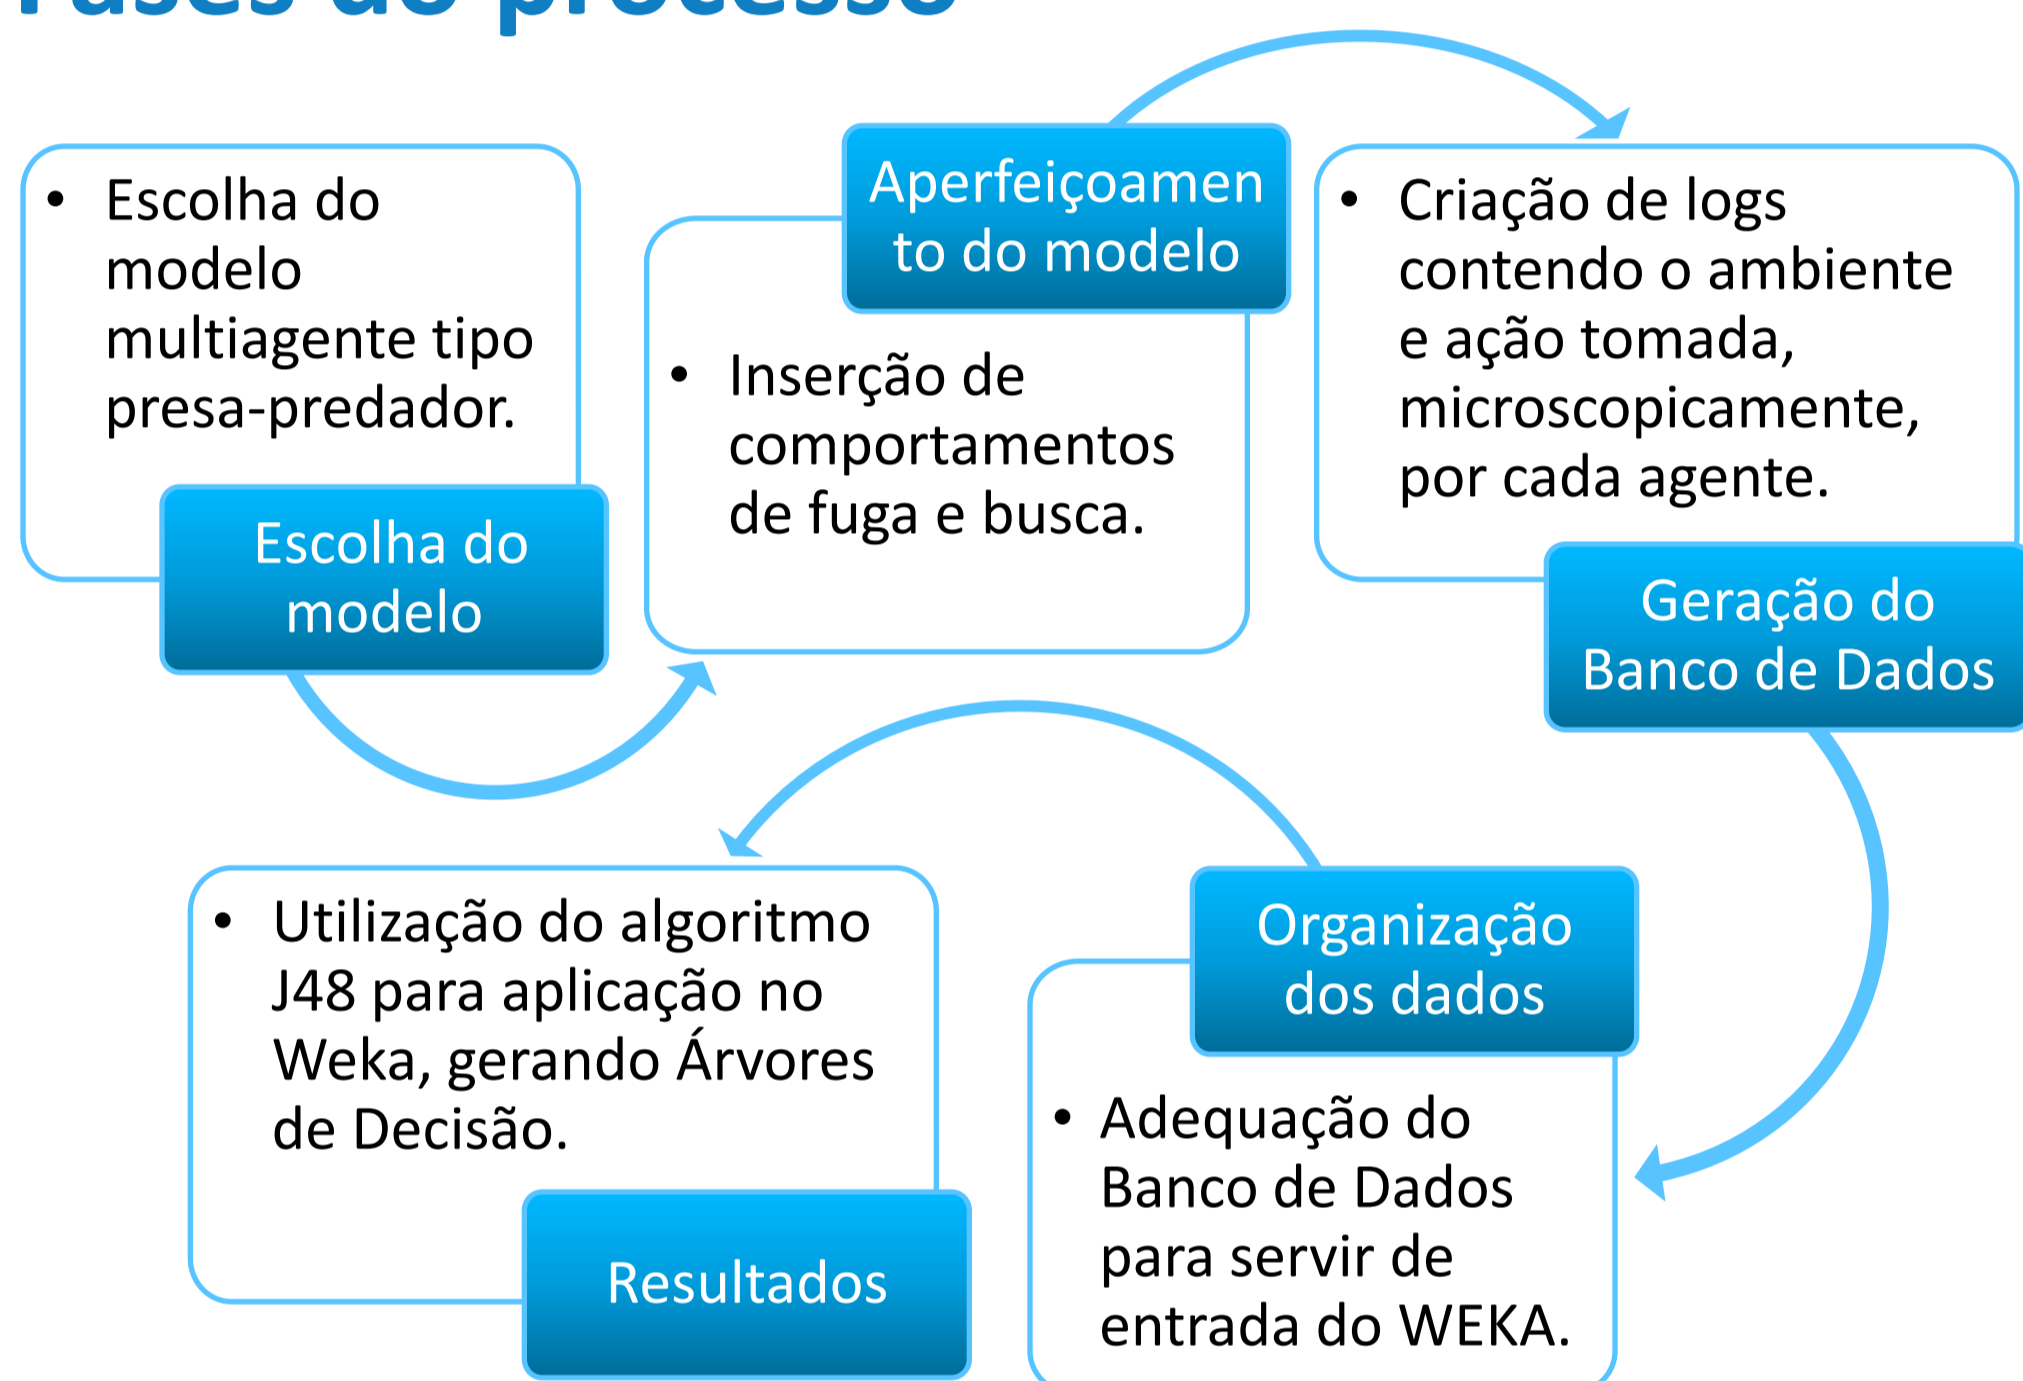 Fases do processo
• Escolha do
modelo
multiagente tipo
presa-predador.
Escolha do
modelo
Aperfeiçoamen
to do modelo
• Inserção de
comportamentos
de fuga e busca.
• Criação de logs
contendo o ambiente
e ação tomada,
microscopicamente,
por cada agente.
Geração do
Banco de Dados
Organização
dos dados
• Adequação do
Banco de Dados
para servir de
entrada do WEKA.
• Utilização do algoritmo
J48 para aplicação no
Weka, gerando Árvores
de Decisão.
Resultados